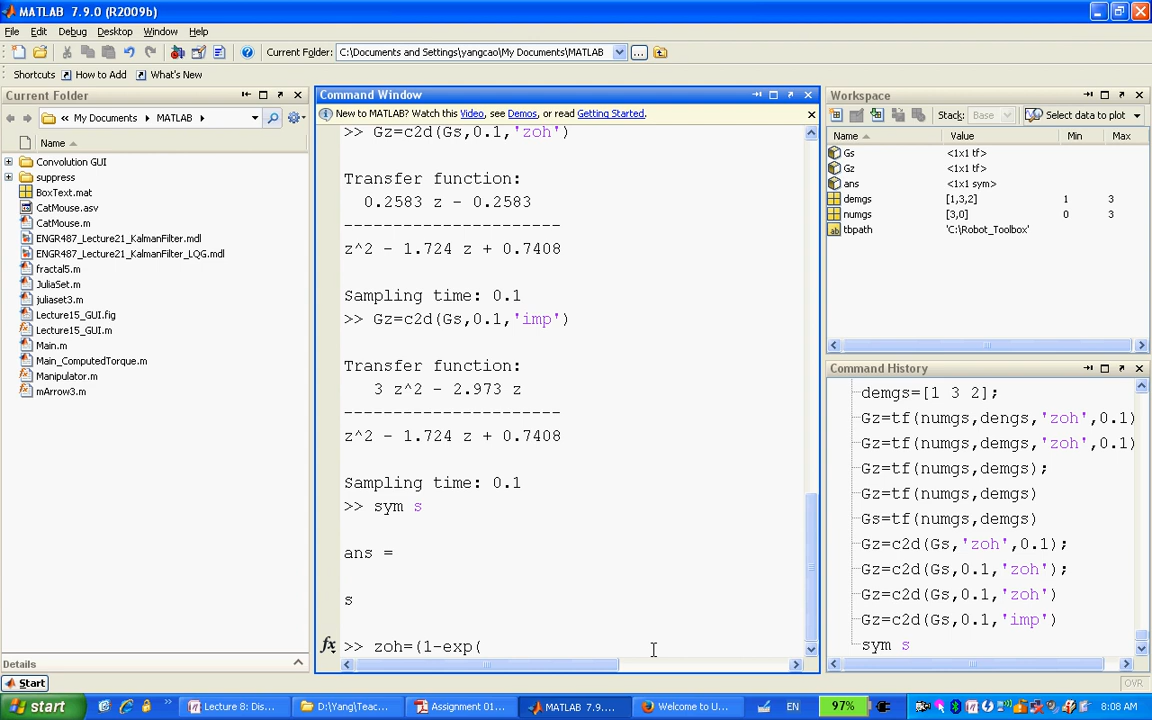 MATLAB 7.9.0 (R2009b)
File Edit Debug Desktop Window Help
Current Folder: C:\Documents and Settings\yangcao\My Documents\MATLAB
Shortcuts How to Add What's New
Current Folder
« My Documents ▸ MATLAB ▸
Name
Convolution GUI
suppress
BoxText.mat
CatMouse.asv
CatMouse.m
ENGR487_Lecture21_KalmanFilter.mdl
ENGR487_Lecture21_KalmanFilter_LQG.mdl
fractal5.m
JuliaSet.m
juliaset3.m
Lecture15_GUI.fig
Lecture15_GUI.m
Main.m
Main_ComputedTorque.m
Manipulator.m
mArrow3.m
Details
Command Window
New to MATLAB? Watch this Video, see Demos, or read Getting Started.
>> Gz=c2d(Gs,0.1,'zoh')
Transfer function:
0.2583 z - 0.2583
----------------------
z^2 - 1.724 z + 0.7408
Sampling time: 0.1
>> Gz=c2d(Gs,0.1,'imp')
Transfer function:
3 z^2 - 2.973 z
----------------------
z^2 - 1.724 z + 0.7408
Sampling time: 0.1
>> sym s
ans =
s
fx >> zoh=(1-exp(
Workspace
Stack: Base Select data to plot
Name Value Min Max
Gs <1x1 tf>
Gz <1x1 tf>
ans <1x1 sym>
demgs [1,3,2] 1 3
numgs [3,0] 0 3
tbpath 'C:\Robot_Toolbox'
Command History
demgs=[1 3 2];
Gz=tf(numgs,dengs,'zoh',0.1)
Gz=tf(numgs,demgs,'zoh',0.1)
Gz=tf(numgs,demgs);
Gz=tf(numgs,demgs)
Gs=tf(numgs,demgs)
Gz=c2d(Gs,'zoh',0.1);
Gz=c2d(Gs,0.1,'zoh');
Gz=c2d(Gs,0.1,'zoh')
Gz=c2d(Gs,0.1,'imp')
sym s
Start
OVR
start Lecture 8: Dis... D:\Yang\Teac... Assignment 01... MATLAB 7.9.... Welcome to U... EN 97% 8:08 AM